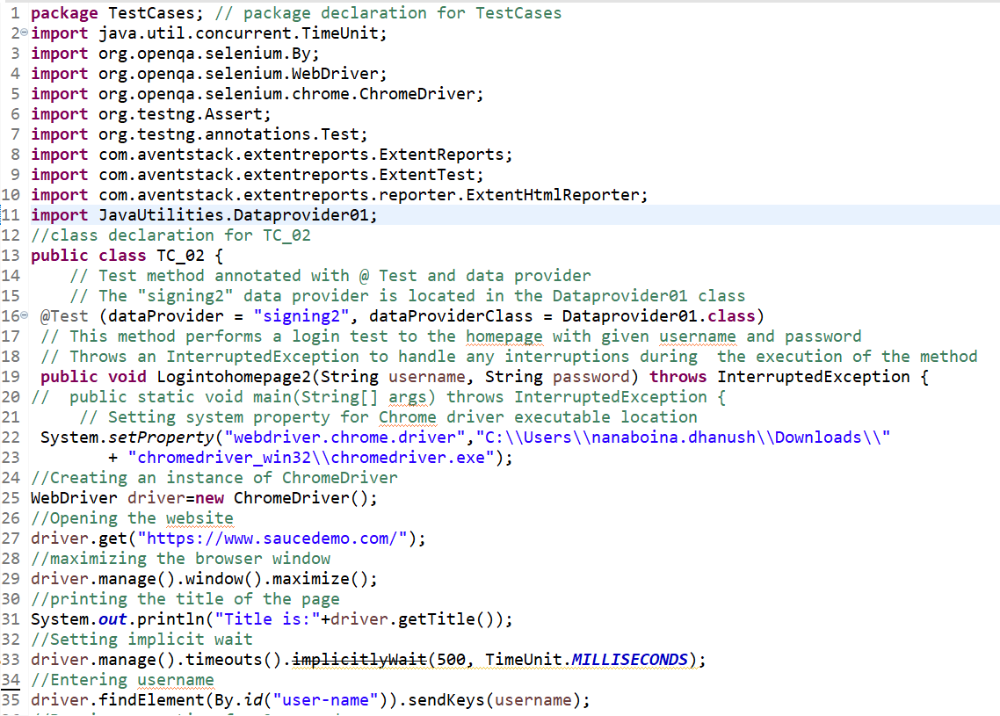 1 package TestCases; // package declaration for TestCases
2 import java.util.concurrent.TimeUnit;
3 import org.openqa.selenium.By;
4 import org.openqa.selenium.WebDriver;
5 import org.openqa.selenium.chrome.ChromeDriver;
6 import org.testng.Assert;
7 import org.testng.annotations.Test;
8 import com.aventstack.extentreports.ExtentReports;
9 import com.aventstack.extentreports.ExtentTest;
10 import com.aventstack.extentreports.reporter.ExtentHtmlReporter;
11 import JavaUtilities.Dataprovider01;
12 //class declaration for TC_02
13 public class TC_02 {
14     // Test method annotated with @ Test and data provider
15     // The "signing2" data provider is located in the Dataprovider01 class
16  @Test (dataProvider = "signing2", dataProviderClass = Dataprovider01.class)
17  // This method performs a login test to the homepage with given username and password
18  // Throws an InterruptedException to handle any interruptions during  the execution of the method
19  public void Logintohomepage2(String username, String password) throws InterruptedException {
20 //  public static void main(String[] args) throws InterruptedException {
21      // Setting system property for Chrome driver executable location
22  System.setProperty("webdriver.chrome.driver","C:\\Users\\nanaboina.dhanush\\Downloads\\"
23         + "chromedriver_win32\\chromedriver.exe");
24 //Creating an instance of ChromeDriver
25 WebDriver driver=new ChromeDriver();
26 //Opening the website
27 driver.get("https://www.saucedemo.com/");
28 //maximizing the browser window
29 driver.manage().window().maximize();
30 //printing the title of the page
31 System.out.println("Title is:"+driver.getTitle());
32 //Setting implicit wait
33 driver.manage().timeouts().implicitlyWait(500, TimeUnit.MILLISECONDS);
34 //Entering username
35 driver.findElement(By.id("user-name")).sendKeys(username);